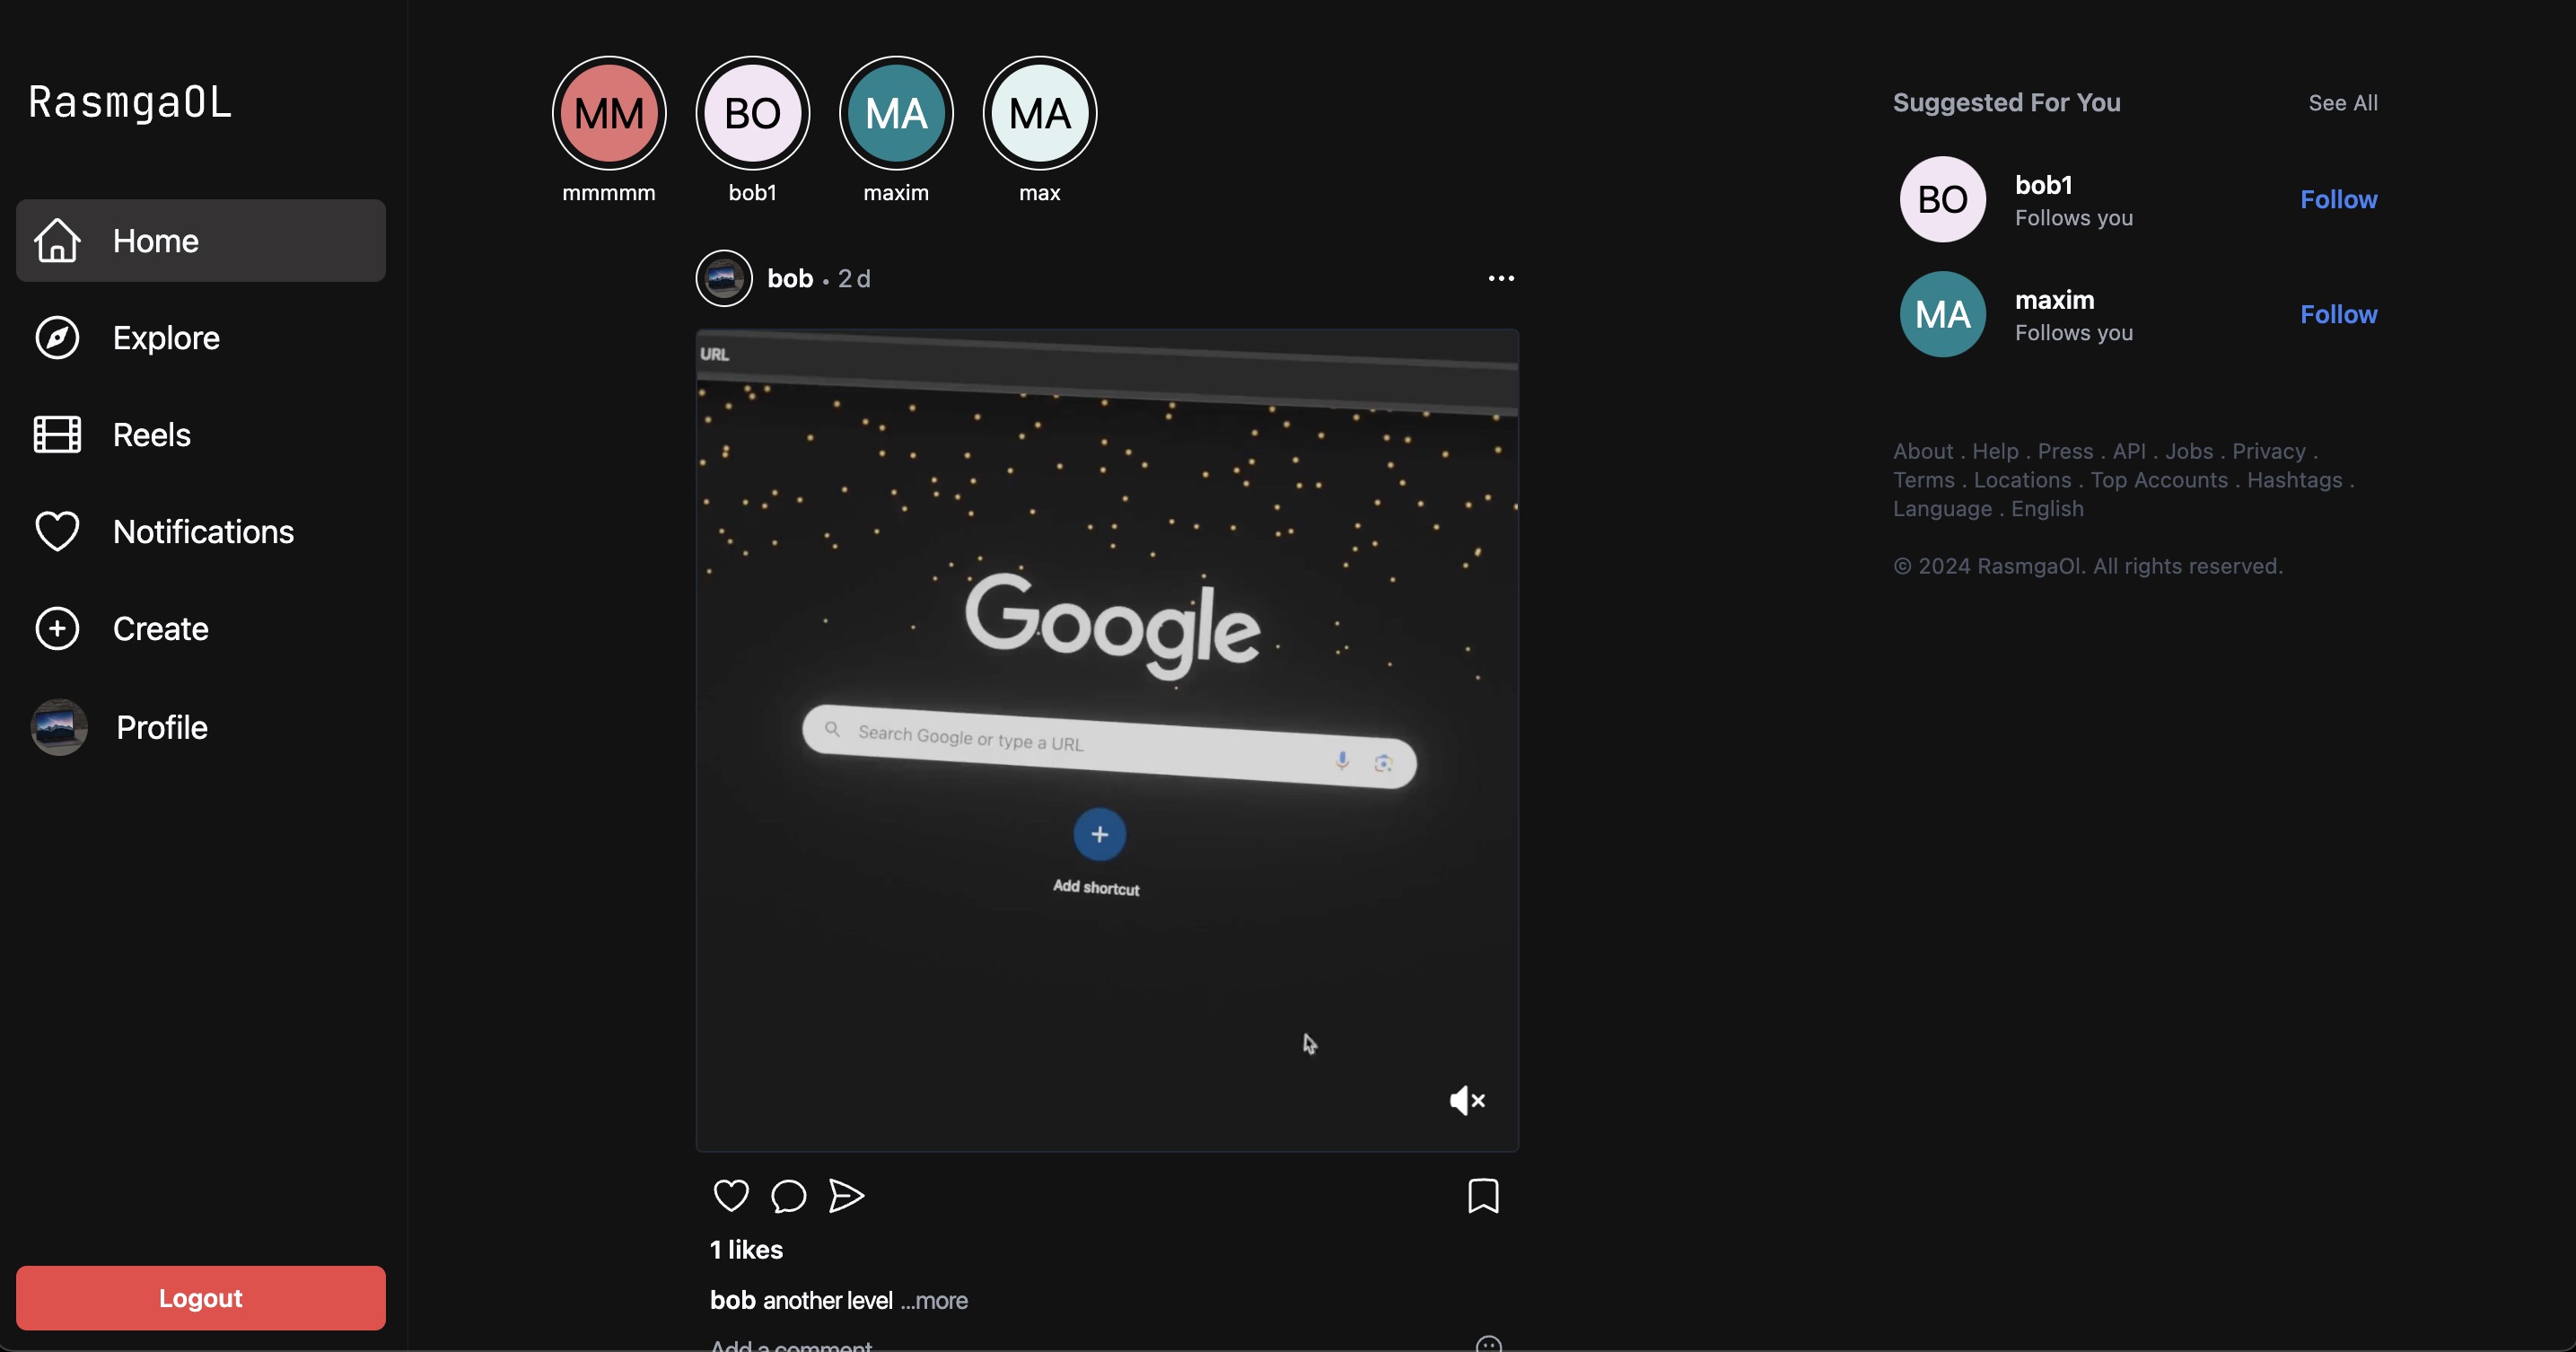 RasmgaOL
Home
Explore
Reels
Notifications
Create
Profile
Logout
MM
BO
MA
MA
mmmmm
bob1
maxim
max
bob • 2 d
URL
Google
Search Google or type a URL
Add shortcut
1 likes
bob another level ...more
Add a comment
Suggested For You
See All
BO
bob1
Follows you
Follow
MA
maxim
Follows you
Follow
About . Help . Press . API . Jobs . Privacy .
Terms . Locations . Top Accounts . Hashtags .
Language . English
© 2024 RasmgaOl. All rights reserved.